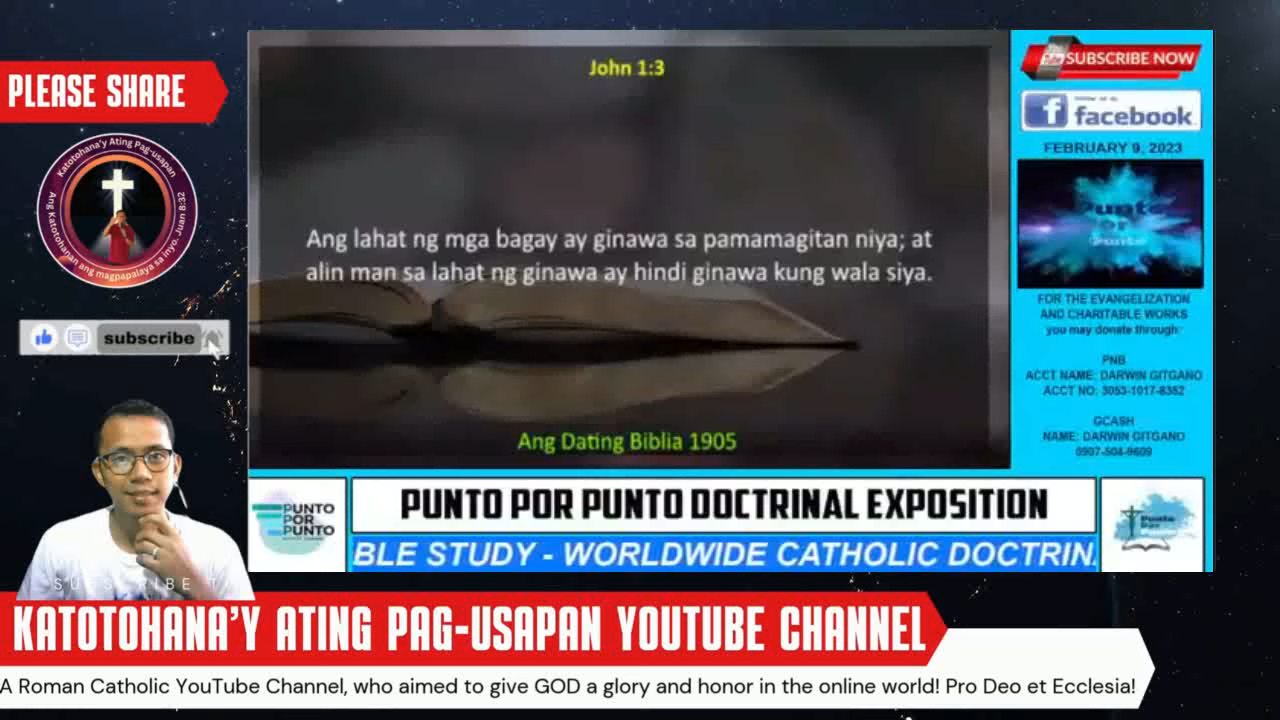 PLEASE SHARE
Katotohana'y Ating Pag-usapan
Ang Katotohanan ang magpapalaya sa inyo. Juan 8:32
subscribe
John 1:3
Ang lahat ng mga bagay ay ginawa sa pamamagitan niya; at
alin man sa lahat ng ginawa ay hindi ginawa kung wala siya.
Ang Dating Biblia 1905
SUBSCRIBE NOW
facebook
FEBRUARY 9, 2023
FOR THE EVANGELIZATION
AND CHARITABLE WORKS
you may donate through:
PNB
ACCT NAME: DARWIN GITGANO
ACCT NO: 3053-1017-8352
GCASH
NAME: DARWIN GITGANO
0907-504-9609
PUNTO
POR
PUNTO
PUNTO POR PUNTO DOCTRINAL EXPOSITION
BLE STUDY - WORLDWIDE CATHOLIC DOCTRIN
SUBSCRIBE
KATOTOHANA'Y ATING PAG-USAPAN YOUTUBE CHANNEL
A Roman Catholic YouTube Channel, who aimed to give GOD a glory and honor in the online world! Pro Deo et Ecclesia!